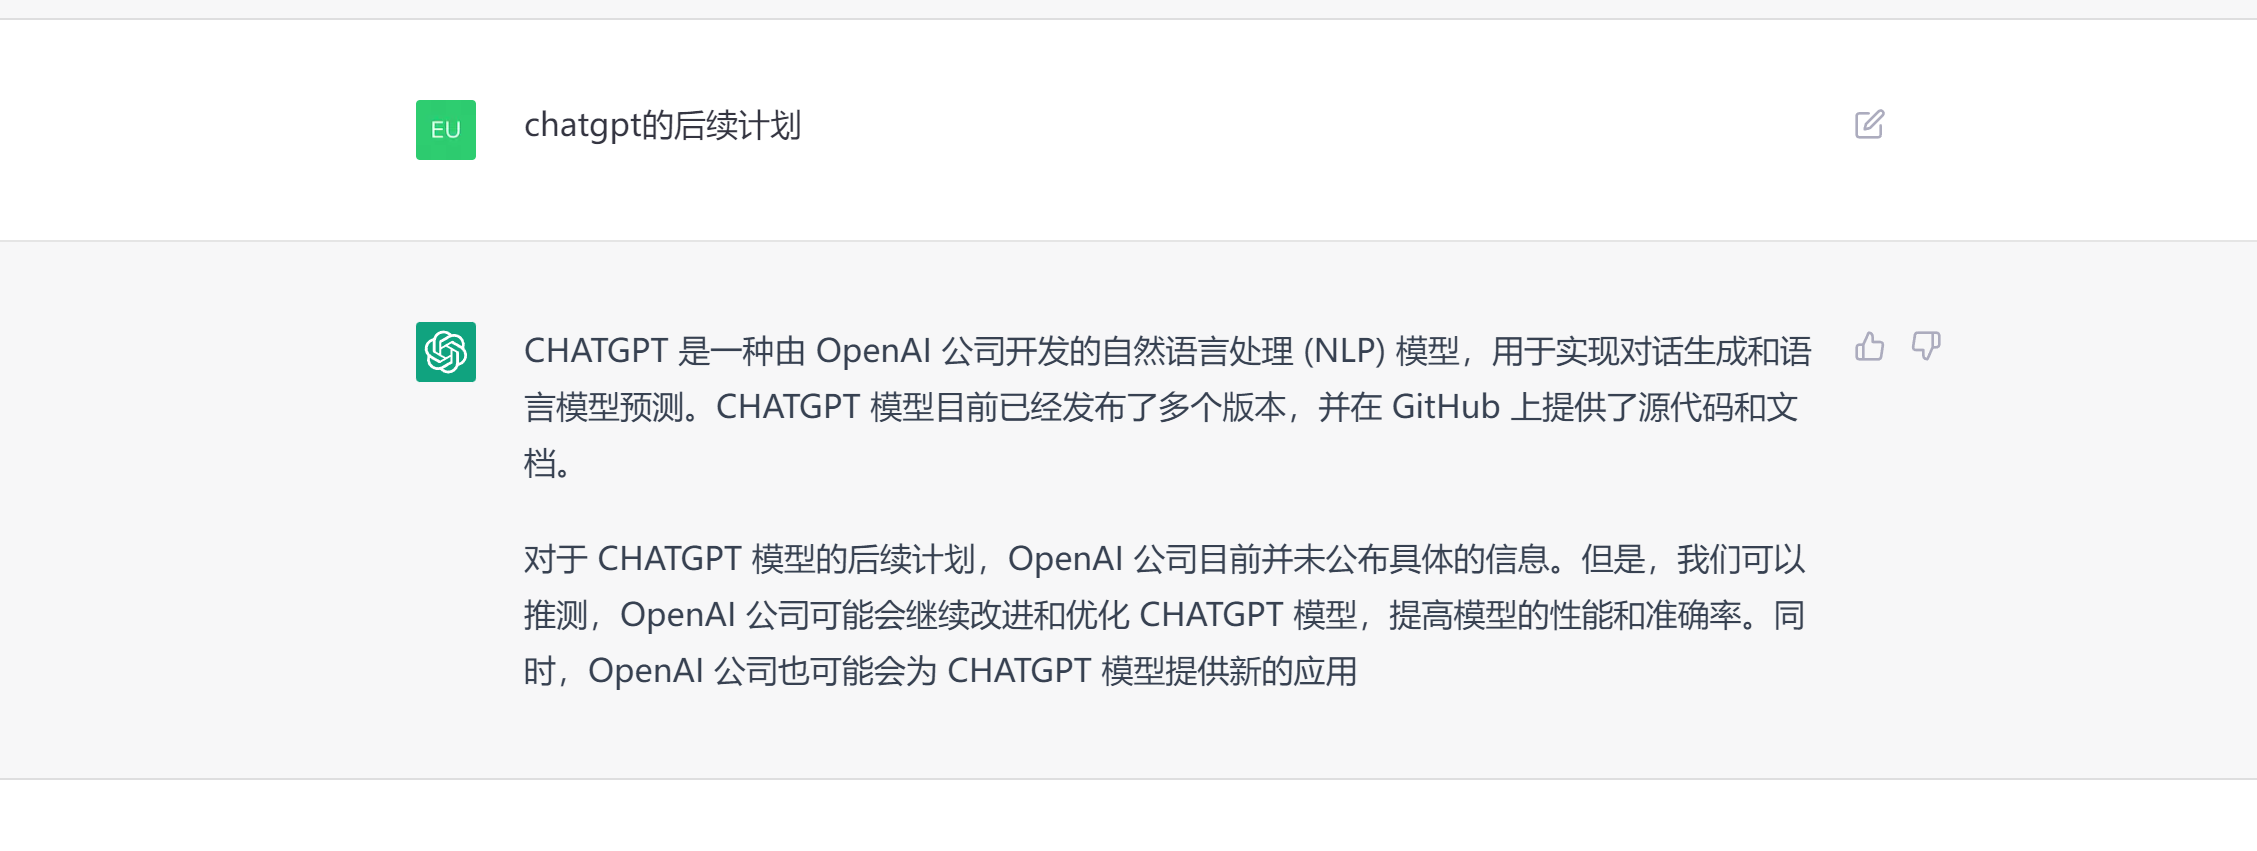 EU
chatgpt的后续计划
CHATGPT 是一种由 OpenAI 公司开发的自然语言处理 (NLP) 模型，用于实现对话生成和语
言模型预测。CHATGPT 模型目前已经发布了多个版本，并在 GitHub 上提供了源代码和文
档。
对于 CHATGPT 模型的后续计划，OpenAI 公司目前并未公布具体的信息。但是，我们可以
推测，OpenAI 公司可能会继续改进和优化 CHATGPT 模型，提高模型的性能和准确率。同
时，OpenAI 公司也可能会为 CHATGPT 模型提供新的应用